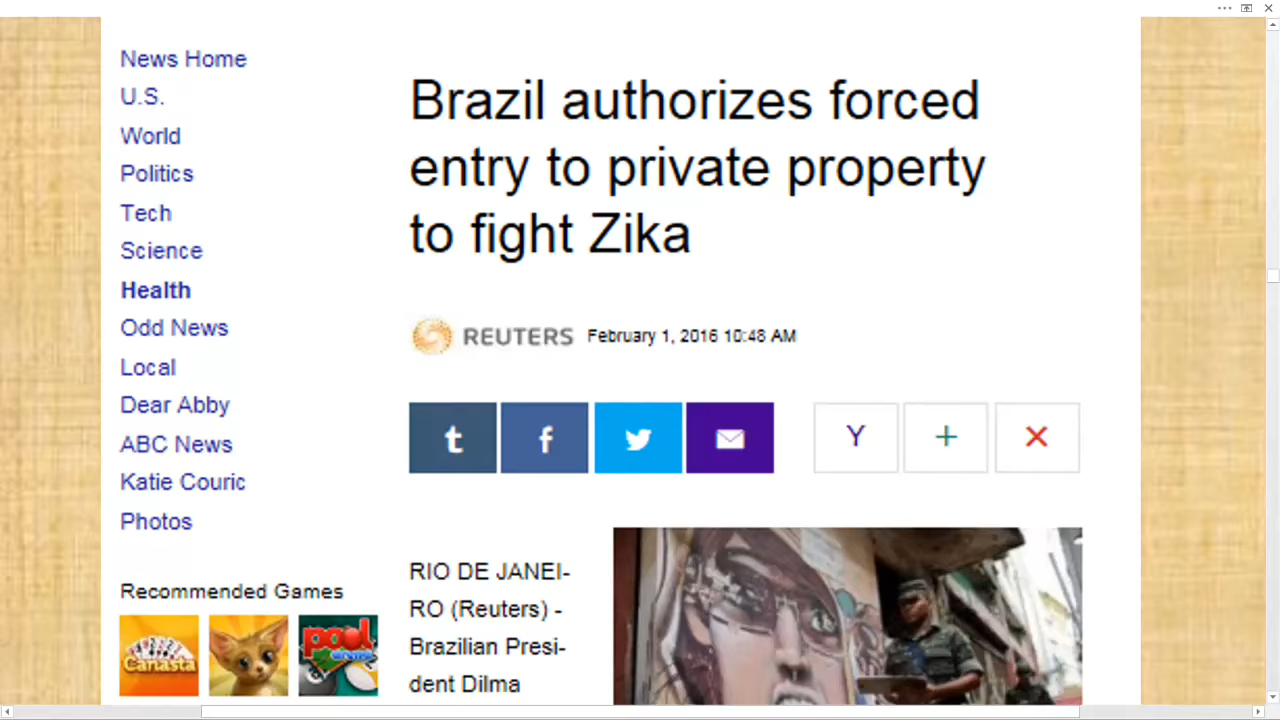 News Home
U.S.
World
Politics
Tech
Science
Health
Odd News
Local
Dear Abby
ABC News
Katie Couric
Photos
Recommended Games
Canasta
pool
Brazil authorizes forced
entry to private property
to fight Zika
REUTERS February 1, 2016 10:48 AM
t f Y
RIO DE JANEI-
RO (Reuters) -
Brazilian Presi-
dent Dilma